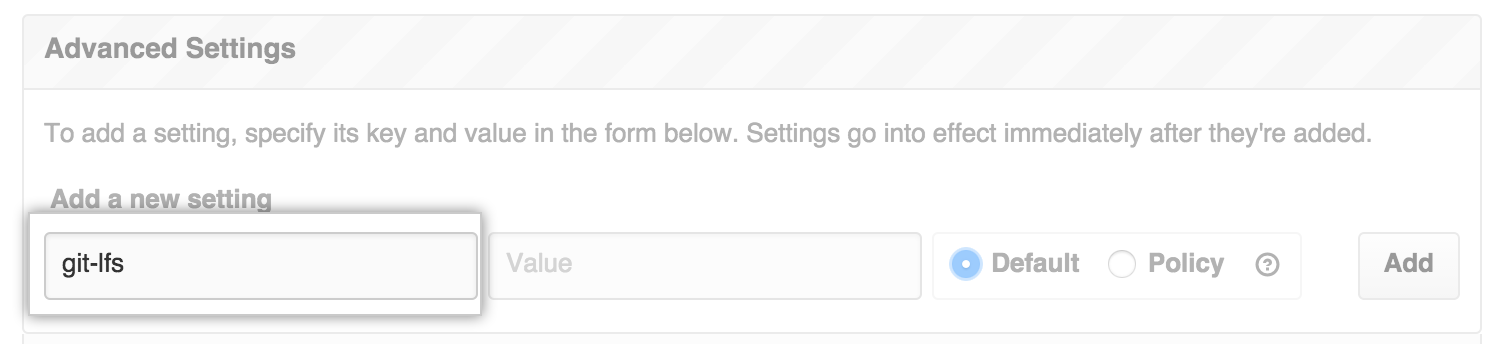 Advanced Settings
To add a setting, specify its key and value in the form below. Settings go into effect immediately after they're added.
Add a new setting
git-lfs Value Default Policy ? Add